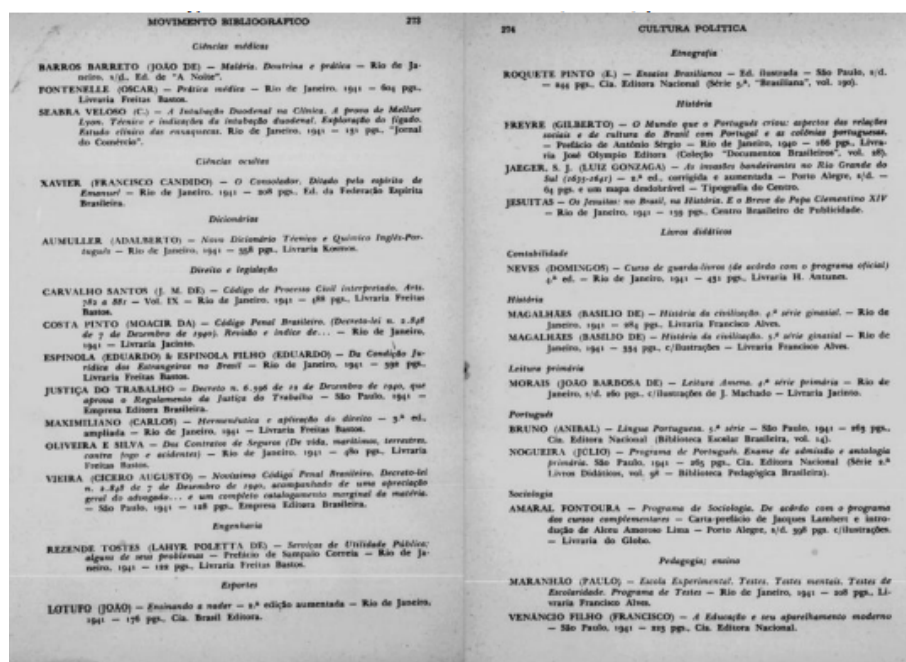 MOVIMENTO BIBLIOGRAFICO 273
Ciências médicas
BARROS BARRETO (JOÃO DE) — Malária. Doutrina e prática — Rio de Ja-
neiro, s/d., Ed. de "A Noite".
FONTENELLE (OSCAR) — Prática médica — Rio de Janeiro, 1941 — 604 pgs.,
Livraria Freitas Bastos.
SEABRA VELOSO (C.) — A Intubação Duodenal na Clínica. A prova de Meltzer
Lyon. Técnica e indicações da intubação duodenal. Exploração do fígado.
Estudo clínico das enxaquecas. Rio de Janeiro, 1941 — 131 pgs., "Jornal
do Comércio".
Ciências ocultas
XAVIER (FRANCISCO CANDIDO) — O Consolador. Ditado pelo espírito de
Emanuel — Rio de Janeiro, 1941 — 208 pgs., Ed. da Federação Espírita
Brasileira.
Dicionários
AUMULLER (ADALBERTO) — Novo Dicionário Técnico e Químico Inglês-Por-
tuguês — Rio de Janeiro, 1941 — 558 pgs., Livraria Kosmos.
Direito e legislação
CARVALHO SANTOS (J. M. DE) — Código de Processo Civil interpretado. Arts.
782 a 881 — Vol. IX — Rio de Janeiro, 1941 — 488 pgs., Livraria Freitas
Bastos.
COSTA PINTO (MOACIR DA) — Código Penal Brasileiro. (Decreto-lei n. 2.848
de 7 de Dezembro de 1940). Revisão e índice de... — Rio de Janeiro,
1941 — Livraria Jacinto.
ESPINOLA (EDUARDO) & ESPINOLA FILHO (EDUARDO) — Da Condição Ju-
rídica dos Estrangeiros no Brasil — Rio de Janeiro, 1941 — 592 pgs.,
Livraria Freitas Bastos.
JUSTIÇA DO TRABALHO — Decreto n. 6.596 de 12 de Dezembro de 1940, que
aprova o Regulamento da Justiça do Trabalho — São Paulo, 1941 —
Empresa Editora Brasileira.
MAXIMILIANO (CARLOS) — Hermenêutica e aplicação do direito — 3.ª ed.,
ampliada — Rio de Janeiro, 1941 — Livraria Freitas Bastos.
OLIVEIRA E SILVA — Dos Contratos de Seguros (De vida, marítimos, terrestres,
contra fogo e acidentes) — Rio de Janeiro, 1941 — 480 pgs., Livraria
Freitas Bastos.
VIEIRA (CICERO AUGUSTO) — Novíssimo Código Penal Brasileiro. Decreto-lei
n. 2.848 de 7 de Dezembro de 1940, acompanhado de uma apreciação
geral do advogado... e um completo catalogamento marginal da matéria.
— São Paulo, 1941 — 128 pgs., Empresa Editora Brasileira.
Engenharia
REZENDE TOSTES (LAHYR POLETTA DE) — Serviços de Utilidade Pública;
alguns de seus problemas — Prefácio de Sampaio Correia — Rio de Ja-
neiro, 1941 — 122 pgs., Livraria Freitas Bastos.
Esportes
LOTUFO (JOÃO) — Ensinando a nadar — 2.ª edição aumentada — Rio de Janeiro,
1941 — 176 pgs., Cia. Brasil Editora.
274 CULTURA POLITICA
Etnografia
ROQUETE PINTO (E.) — Ensaios Brasilianos — Ed. ilustrada — São Paulo, s/d.
— 244 pgs., Cia. Editora Nacional (Série 5.ª, "Brasiliana", vol. 190).
História
FREYRE (GILBERTO) — O Mundo que o Português criou: aspectos das relações
sociais e de cultura do Brasil com Portugal e as colônias portuguesas.
— Prefácio de Antônio Sérgio — Rio de Janeiro, 1940 — 166 pgs., Livra-
ria José Olympio Editora (Coleção "Documentos Brasileiros", vol. 28).
JAEGER, S. J. (LUIZ GONZAGA) — As invasões bandeirantes no Rio Grande do
Sul (1635-1641) — 2.ª ed., corrigida e aumentada — Porto Alegre, s/d. —
64 pgs. e um mapa desdobrável — Tipografia do Centro.
JESUITAS — Os Jesuitas: no Brasil, na História. E o Breve do Papa Clementino XIV
— Rio de Janeiro, 1941 — 159 pgs., Centro Brasileiro de Publicidade.
Livros didáticos
Contabilidade
NEVES (DOMINGOS) — Curso de guarda-livros (de acôrdo com o programa oficial)
4.ª ed. — Rio de Janeiro, 1941 — 431 pgs., Livraria H. Antunes.
História
MAGALHÃES (BASILIO DE) — História da civilização. 4.ª série ginasial. — Rio de
Janeiro, 1941 — 284 pgs., Livraria Francisco Alves.
MAGALHÃES (BASILIO DE) — História da civilização. 5.ª série ginasial — Rio de
Janeiro, 1941 — 334 pgs., c/ilustrações — Livraria Francisco Alves.
Leitura primária
MORAIS (JOÃO BARBOSA DE) — Leitura Amena. 4.ª série primária — Rio de
Janeiro, s/d. 260 pgs., c/ilustrações de J. Machado — Livraria Jacinto.
Português
BRUNO (ANIBAL) — Língua Portuguesa. 5.ª série — São Paulo, 1941 — 263 pgs.,
Cia. Editora Nacional (Biblioteca Escolar Brasileira, vol. 14).
NOGUEIRA (JÚLIO) — Programa de Português. Exame de admissão e antologia
primária. São Paulo, 1941 — 265 pgs., Cia. Editora Nacional (Série 2.ª
Livros Didáticos, vol. 98 — Biblioteca Pedagógica Brasileira).
Sociologia
AMARAL FONTOURA — Programa de Sociologia. De acôrdo com o programa
dos cursos complementares — Carta-prefácio de Jacques Lambert e intro-
dução de Alceu Amoroso Lima — Porto Alegre, s/d. 398 pgs. c/ilustrações.
— Livraria do Globo.
Pedagogia; ensino
MARANHÃO (PAULO) — Escola Experimental. Testes. Testes mentais. Testes de
Escolaridade. Programa de Testes — Rio de Janeiro, 1941 — 208 pgs., Li-
vraria Francisco Alves.
VENÂNCIO FILHO (FRANCISCO) — A Educação e seu aparelhamento moderno
— São Paulo, 1941 — 223 pgs., Cia. Editora Nacional.